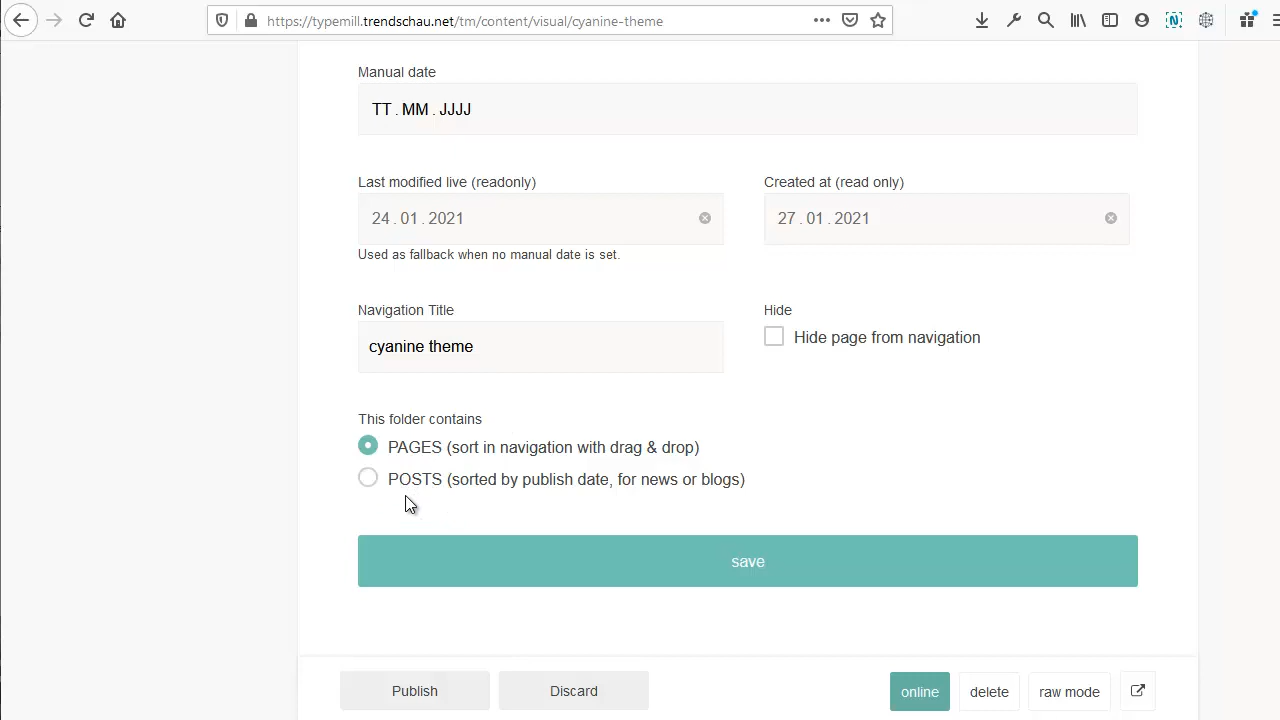 https://typemill.trendschau.net/tm/content/visual/cyanine-theme
Manual date
TT . MM . JJJJ
Last modified live (readonly)
Created at (read only)
24 . 01 . 2021
27 . 01 . 2021
Used as fallback when no manual date is set.
Navigation Title
Hide
cyanine theme
Hide page from navigation
This folder contains
PAGES (sort in navigation with drag & drop)
POSTS (sorted by publish date, for news or blogs)
save
Publish
Discard
online
delete
raw mode